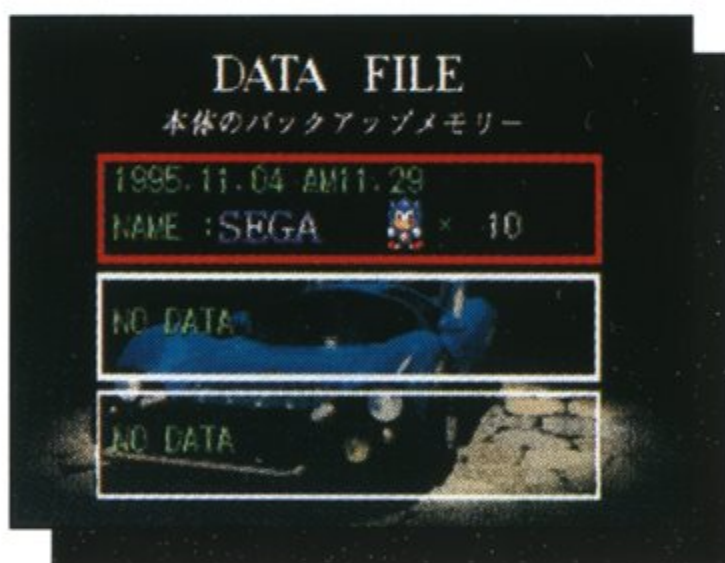 DATA FILE
本体のバックアップメモリー
1995.11.04 AM11.29
NAME :SEGA × 10
NO DATA
NO DATA